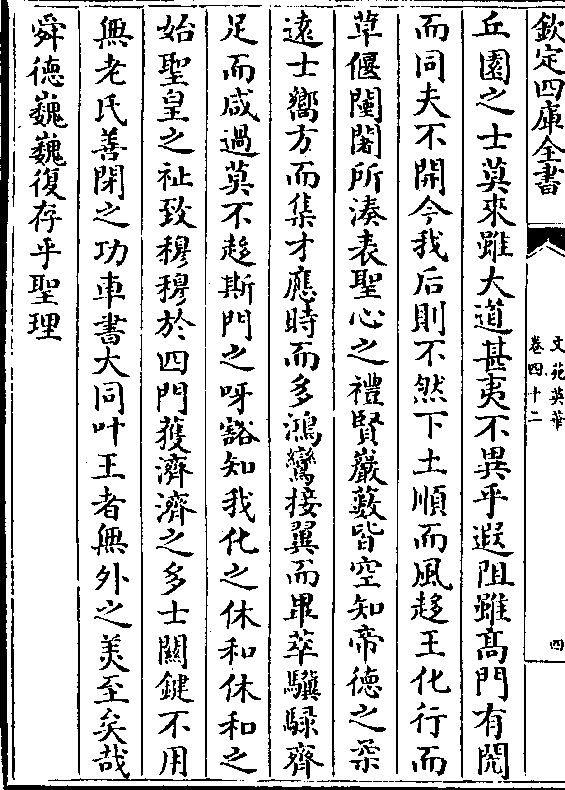 欽定四庫全書
文苑英華
卷四十二
四
丘園之士莫來雖大道甚夷不異乎遐阻雖高門有閌
而同夫不開今我后則不然下土順而風趍王化行而
草偃闉闍所湊表聖心之禮賢巖藪皆空知帝德之柔
逺士嚮方而集才應時而多鴻鸞接翼而畢萃驥騄齊
足而咸過莫不趍斯門之呀豁知我化之休和休和之
始聖皇之祉致穆穆於四門獲濟濟之多士關鍵不用
無老氏善閉之功車書大同叶王者無外之美至矣哉
舜德巍巍復存乎聖理